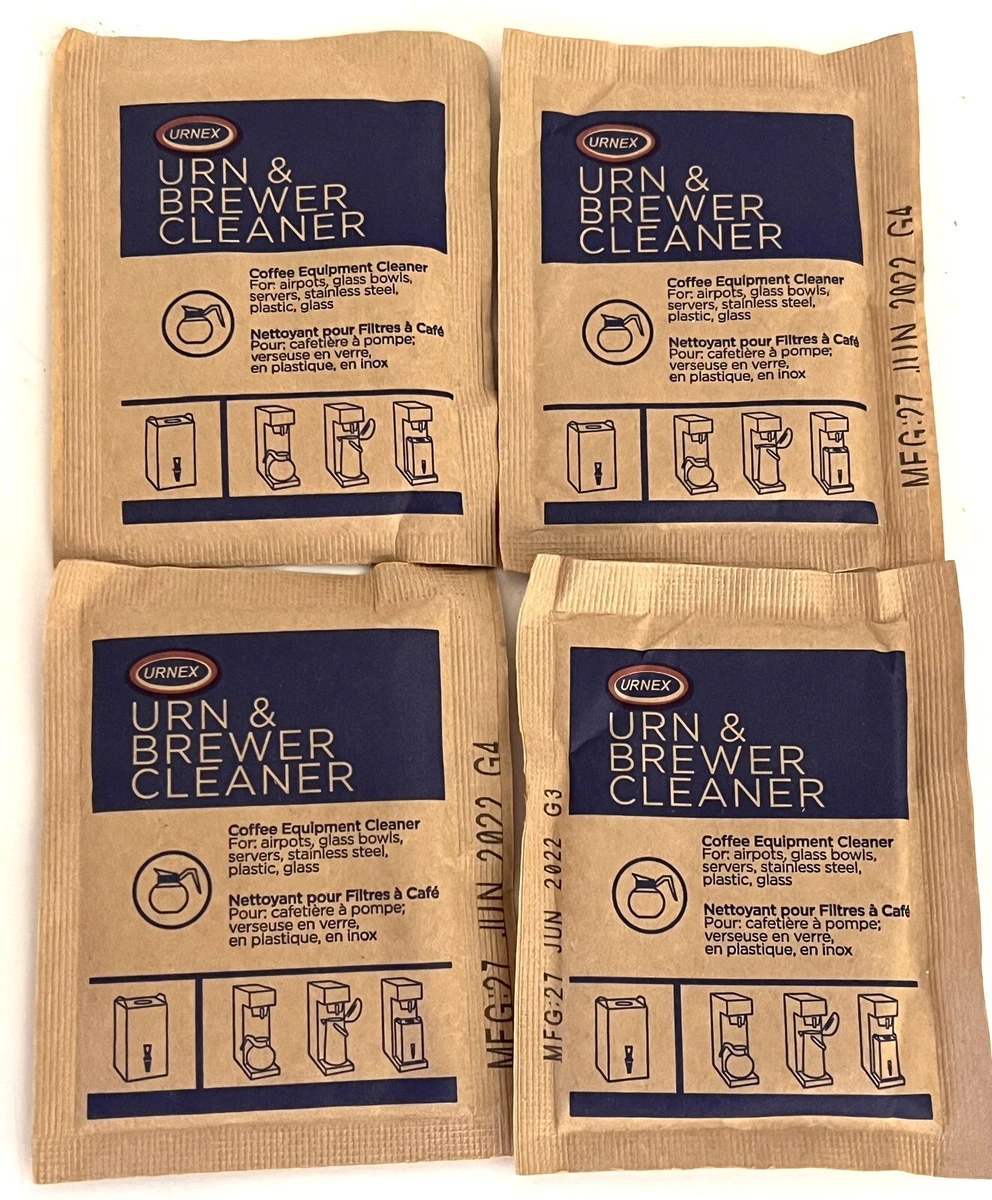 URNEX
URN &
BREWER
CLEANER
Coffee Equipment Cleaner
For: airpots, glass bowls,
servers, stainless steel,
plastic, glass
Nettoyant pour Filtres à Café
Pour: cafetière à pompe;
verseuse en verre,
en plastique, en inox
URNEX
URN &
BREWER
CLEANER
Coffee Equipment Cleaner
For: airpots, glass bowls,
servers, stainless steel,
plastic, glass
Nettoyant pour Filtres à Café
Pour: cafetière à pompe;
verseuse en verre,
en plastique, en inox
MFG:27 JUN 2022 G4
URNEX
URN &
BREWER
CLEANER
Coffee Equipment Cleaner
For: airpots, glass bowls,
servers, stainless steel,
plastic, glass
Nettoyant pour Filtres à Café
Pour: cafetière à pompe;
verseuse en verre,
en plastique, en inox
MFG:27 JUN 2022 G4
URNEX
URN &
BREWER
CLEANER
Coffee Equipment Cleaner
For: airpots, glass bowls,
servers, stainless steel,
plastic, glass
Nettoyant pour Filtres à Café
Pour: cafetière à pompe;
verseuse en verre,
en plastique, en inox
MFG:27 JUN 2022 G3